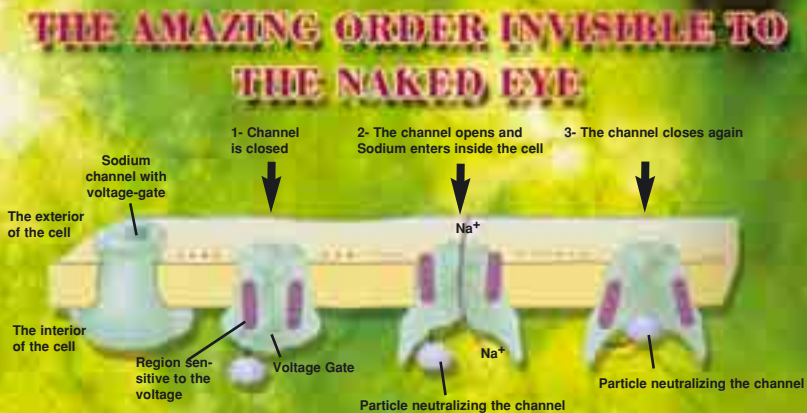 THE AMAZING ORDER INVISIBLE TO
THE NAKED EYE
1- Channel
is closed
2- The channel opens and
Sodium enters inside the cell
3- The channel closes again
Sodium
channel with
voltage-gate
The exterior
of the cell
Na+
The interior
of the cell
Region sen-
sitive to the
voltage
Voltage Gate
Na+
Particle neutralizing the channel
Particle neutralizing the channel